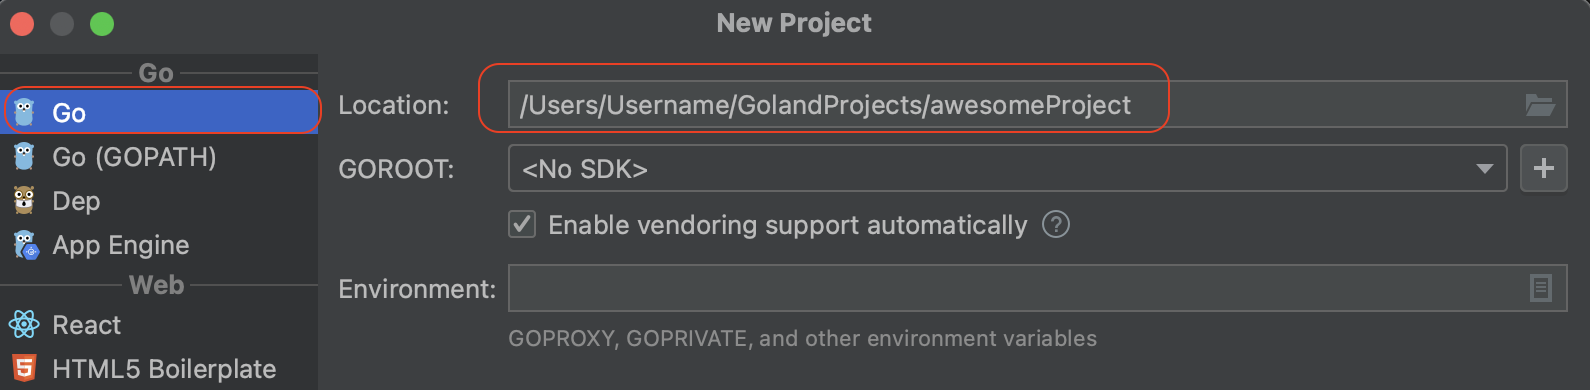 New Project
Go
Go
Go (GOPATH)
Dep
App Engine
Web
React
HTML5 Boilerplate
Location:
/Users/Username/GolandProjects/awesomeProject
GOROOT:
<No SDK>
Enable vendoring support automatically
?
Environment:
GOPROXY, GOPRIVATE, and other environment variables